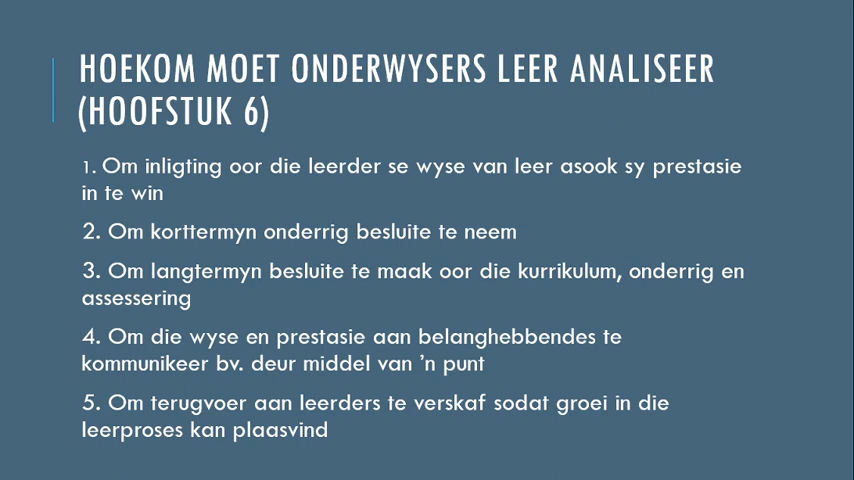 HOEKOM MOET ONDERWYSERS LEER ANALISEER
(HOOFSTUK 6)
1. Om inligting oor die leerder se wyse van leer asook sy prestasie
in te win
2. Om korttermyn onderrig besluite te neem
3. Om langtermyn besluite te maak oor die kurrikulum, onderrig en
assessering
4. Om die wyse en prestasie aan belanghebbendes te
kommunikeer bv. deur middel van ’n punt
5. Om terugvoer aan leerders te verskaf sodat groei in die
leerproses kan plaasvind